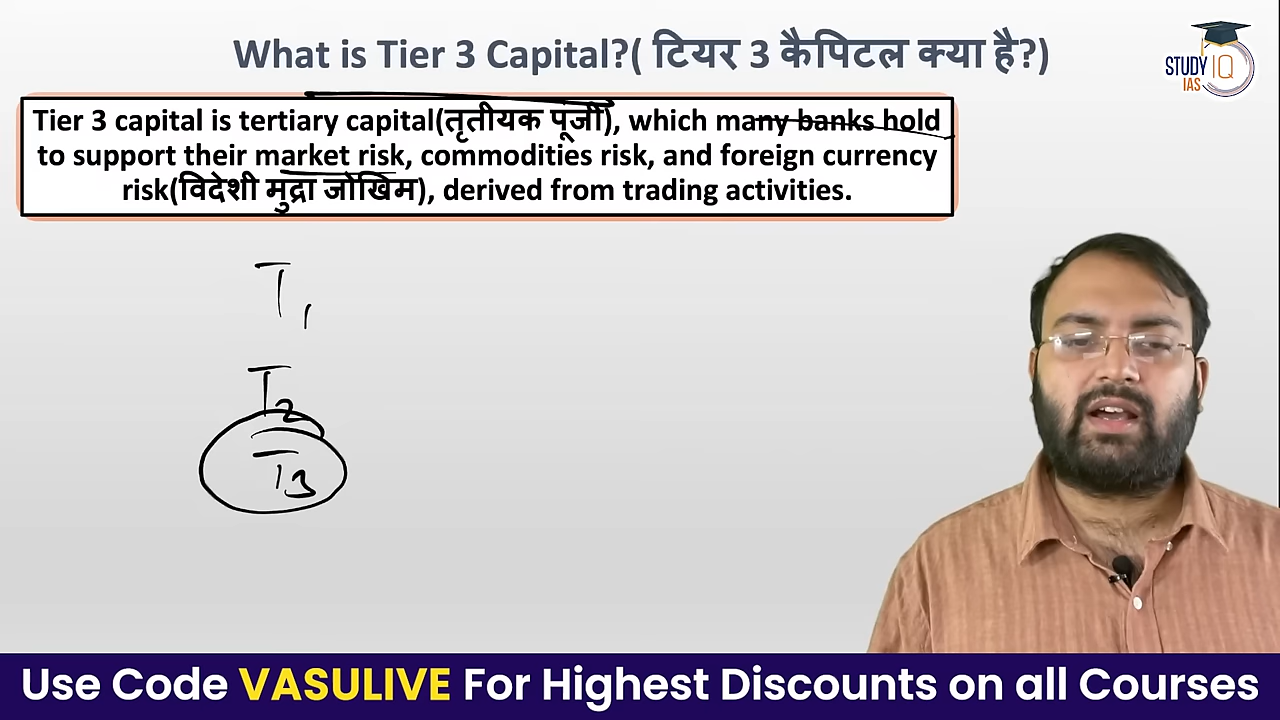 What is Tier 3 Capital?( टियर 3 कैपिटल क्या है?)
STUDY IQ
IAS
Tier 3 capital is tertiary capital(तृतीयक पूंजी), which many banks hold
to support their market risk, commodities risk, and foreign currency
risk(विदेशी मुद्रा जोखिम), derived from trading activities.
T1
T2
T3
Use Code VASULIVE For Highest Discounts on all Courses